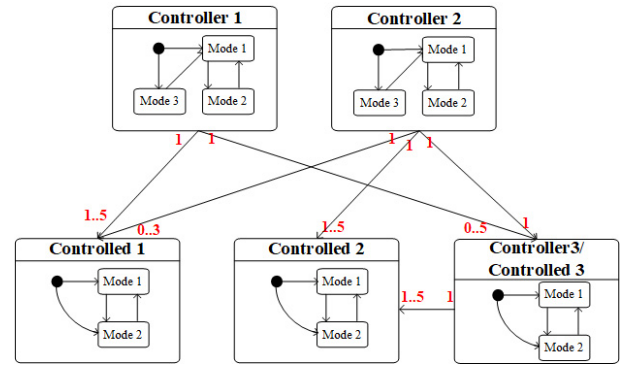 Controller 1
Controller 2
Mode 1
Mode 1
Mode 3
Mode 2
Mode 3
Mode 2
1
1
1
1
1
1..5
0..3
1..5
0..5
1
Controlled 1
Controlled 2
Controller3/
Controlled 3
Mode 1
Mode 1
Mode 1
1..5
1
Mode 2
Mode 2
Mode 2